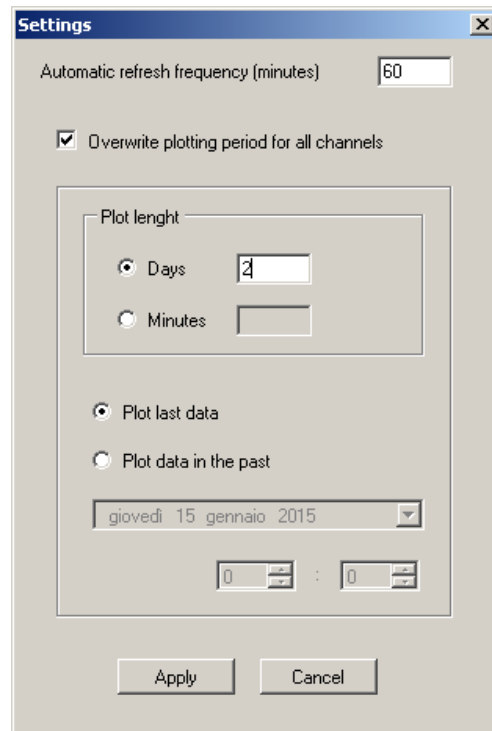 Settings
Automatic refresh frequency (minutes) 60
Overwrite plotting period for all channels
Plot lenght
Days 2
Minutes
Plot last data
Plot data in the past
giovedì 15 gennaio 2015
0 : 0
Apply Cancel